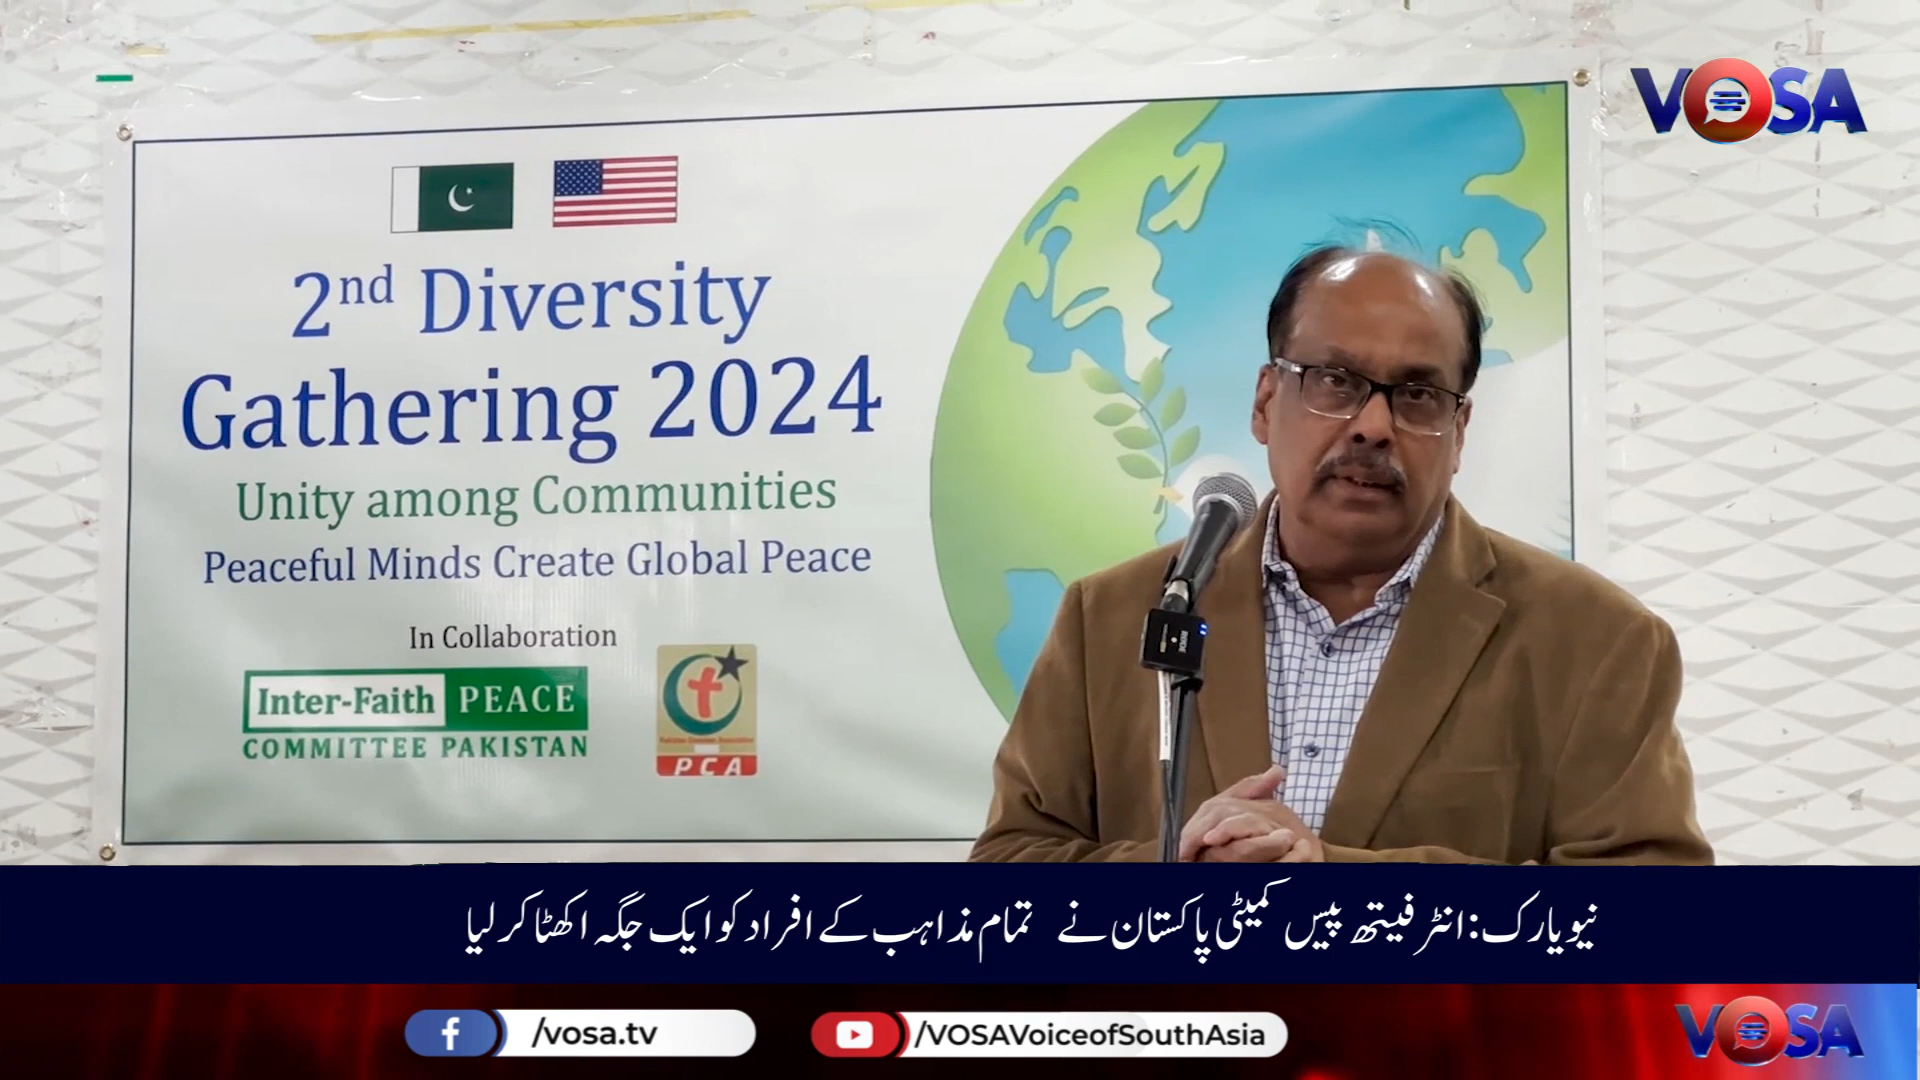 VOSA
2nd Diversity
Gathering 2024
Unity among Communities
Peaceful Minds Create Global Peace
In Collaboration
Inter-Faith PEACE
COMMITTEE PAKISTAN
PCA
نیویارک: انٹر فیتھ پیس کمیٹی پاکستان نے تمام مذاہب کے افراد کو ایک جگہ اکھٹا کر لیا
/vosa.tv
/VOSAVoiceofSouthAsia
VOSA